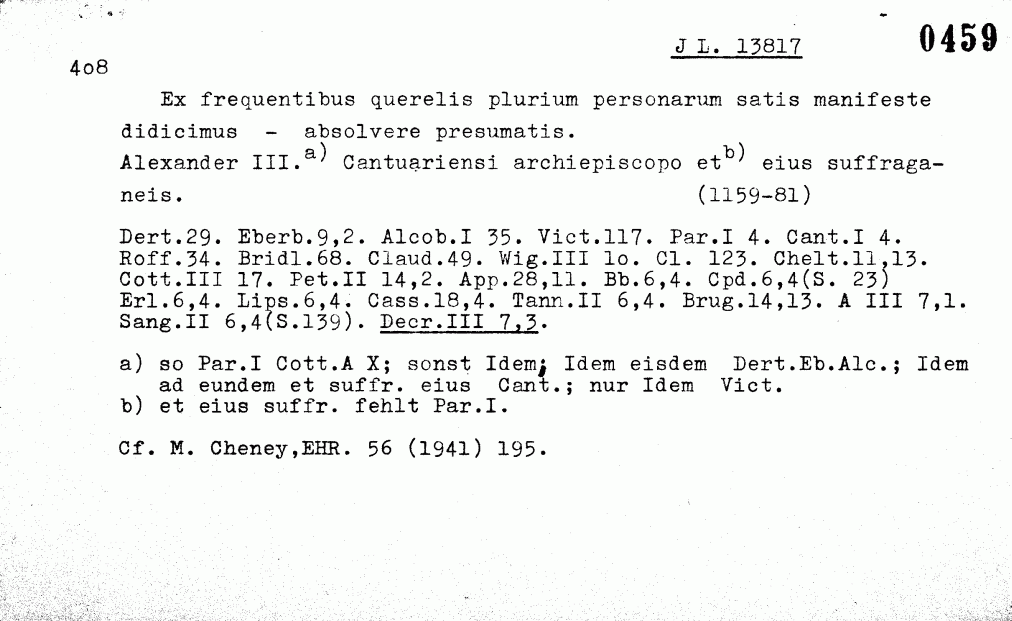 J L. 13817 0459
4o8
Ex frequentibus querelis plurium personarum satis manifeste
didicimus - absolvere presumatis.
Alexander III.a) Cantuariensi archiepiscopo et b) eius suffraga-
neis. (1159-81)
Dert.29. Eberb.9,2. Alcob.I 35. Vict.117. Par.I 4. Cant.I 4.
Roff.34. Bridl.68. Claud.49. Wig.III 1o. Cl. 123. Chelt.11,13.
Cott.III 17. Pet.II 14,2. App.28,11. Bb.6,4. Cpd.6,4(S. 23)
Erl.6,4. Lips.6,4. Cass.18,4. Tann.II 6,4. Brug.14,13. A III 7,1.
Sang.II 6,4(S.139). Decr.III 7,3.
a) so Par.I Cott.A X; sonst Idem; Idem eisdem Dert.Eb.Alc.; Idem
ad eundem et suffr. eius Cant.; nur Idem Vict.
b) et eius suffr. fehlt Par.I.
Cf. M. Cheney,EHR. 56 (1941) 195.